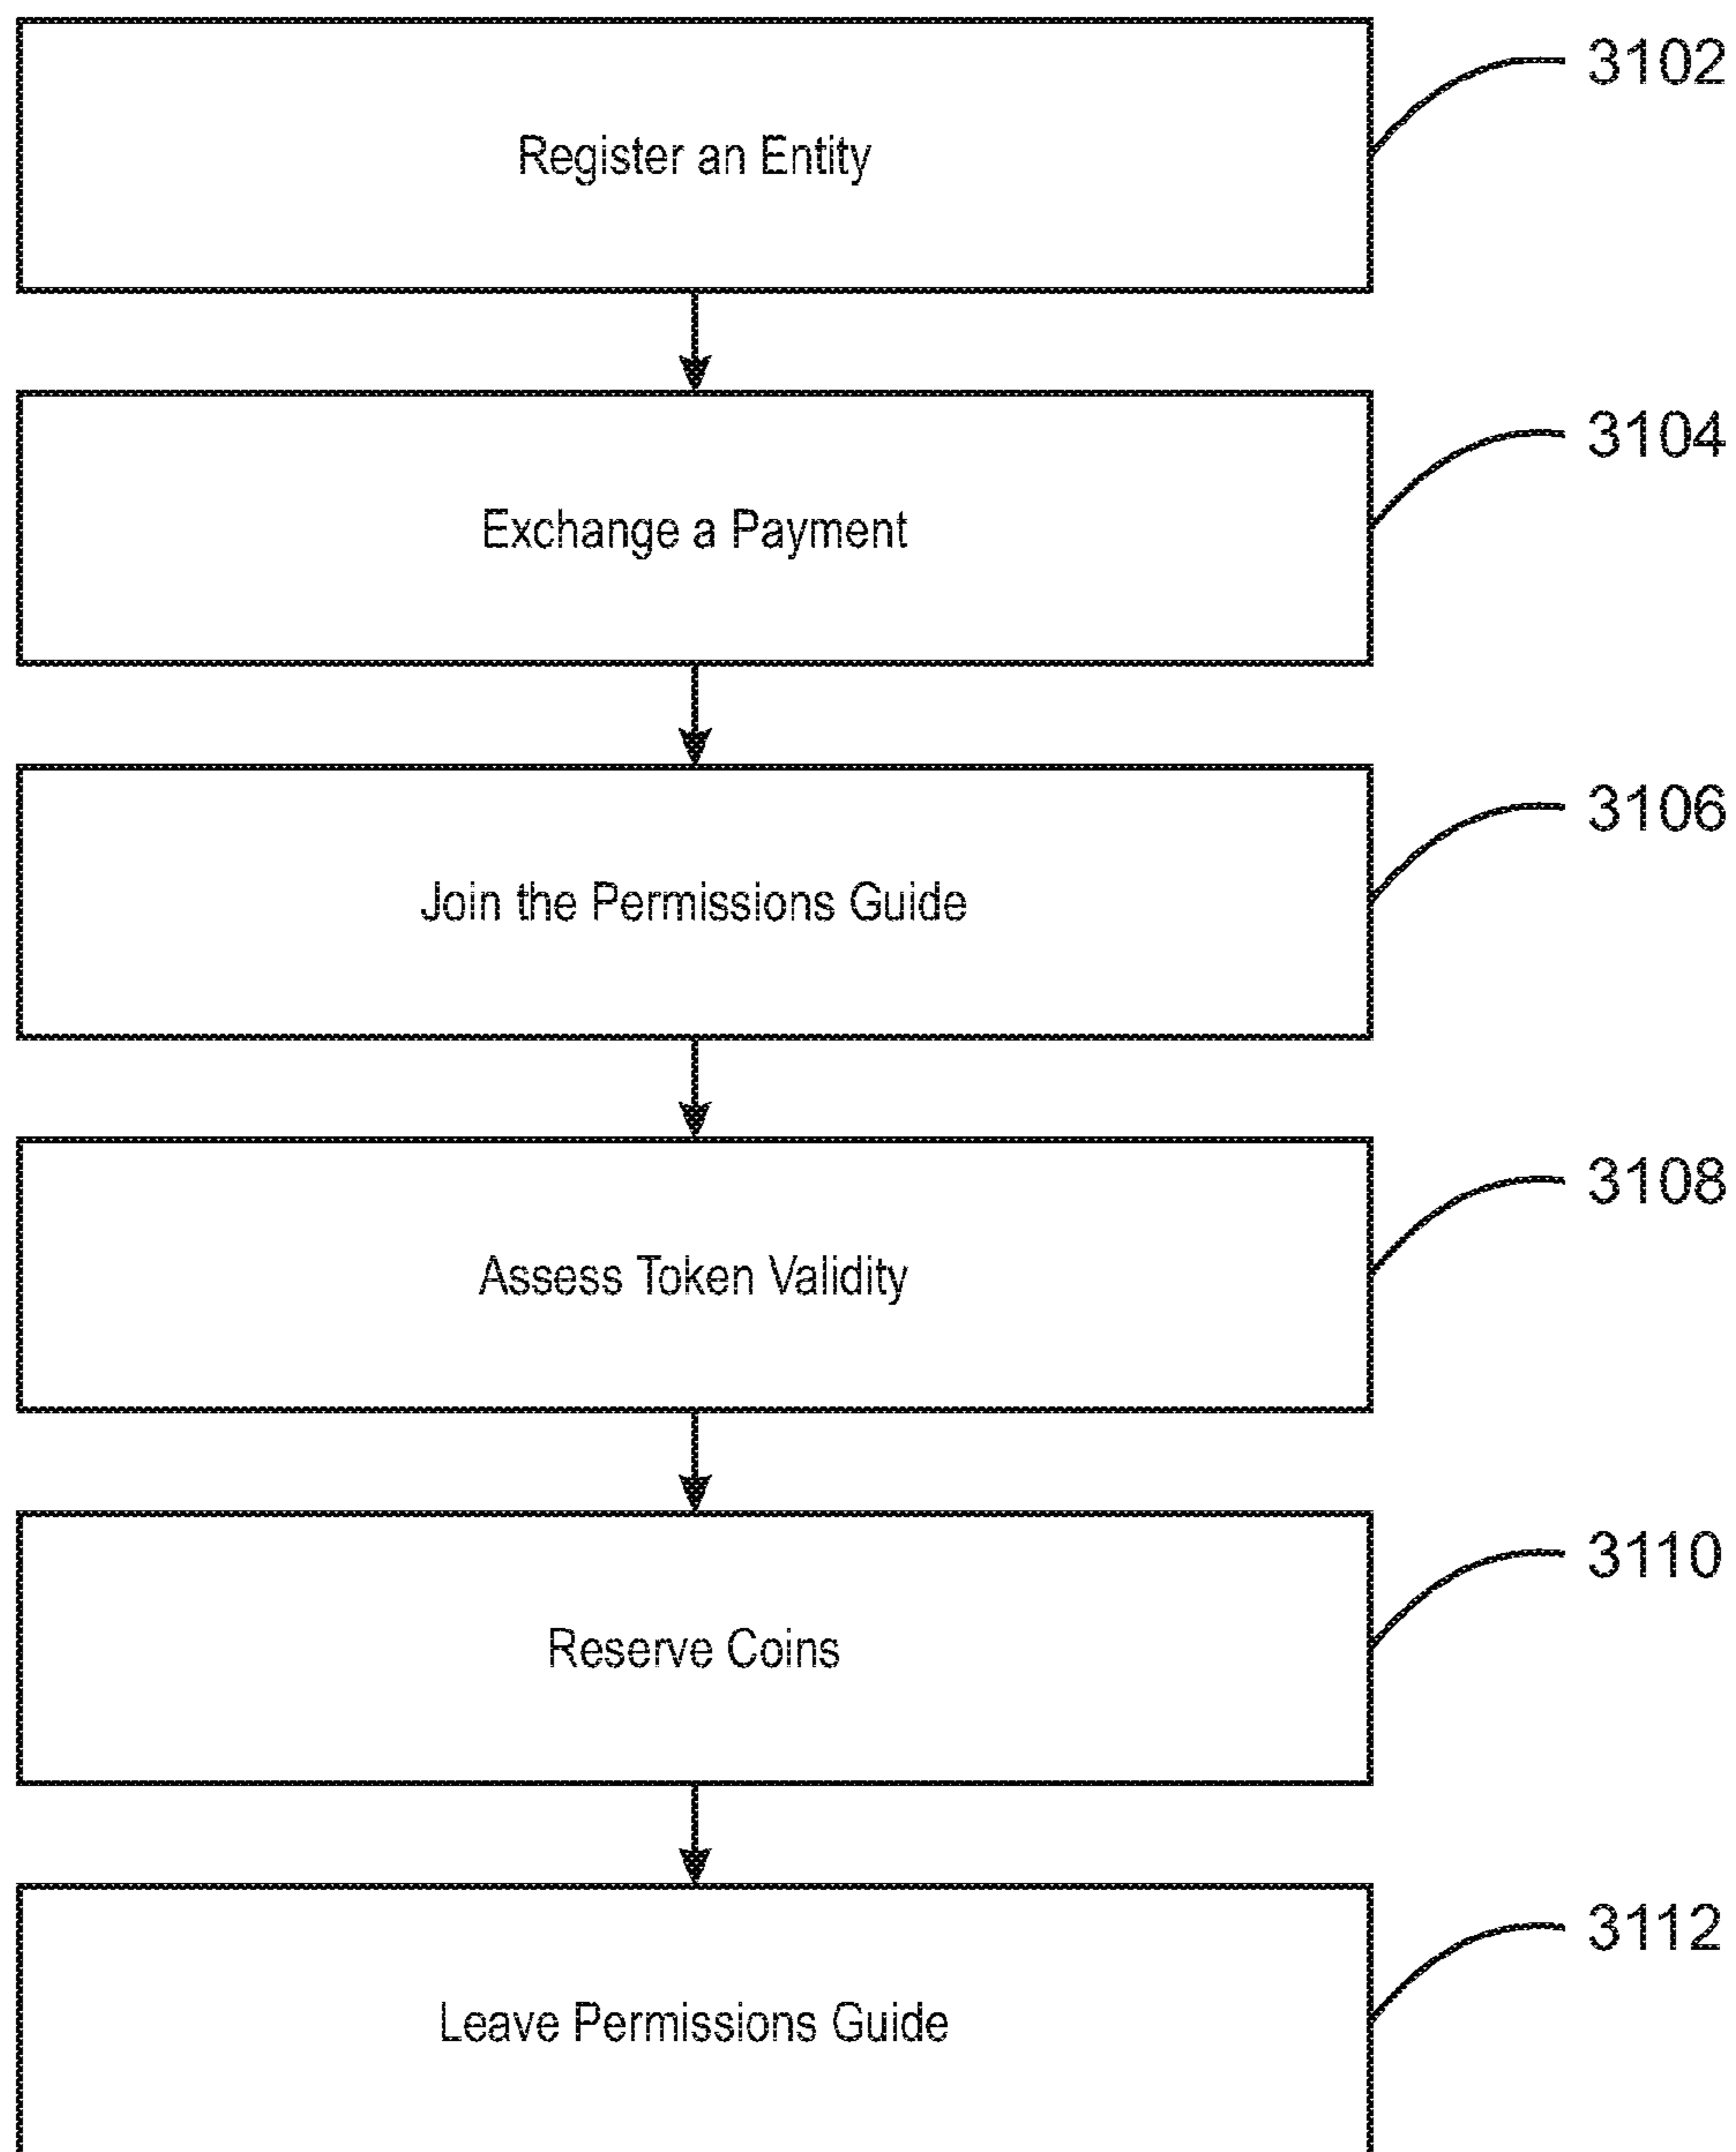 Register an Entity
3102
Exchange a Payment
3104
Join the Permissions Guide
3106
Assess Token Validity
3108
Reserve Coins
3110
Leave Permissions Guide
3112